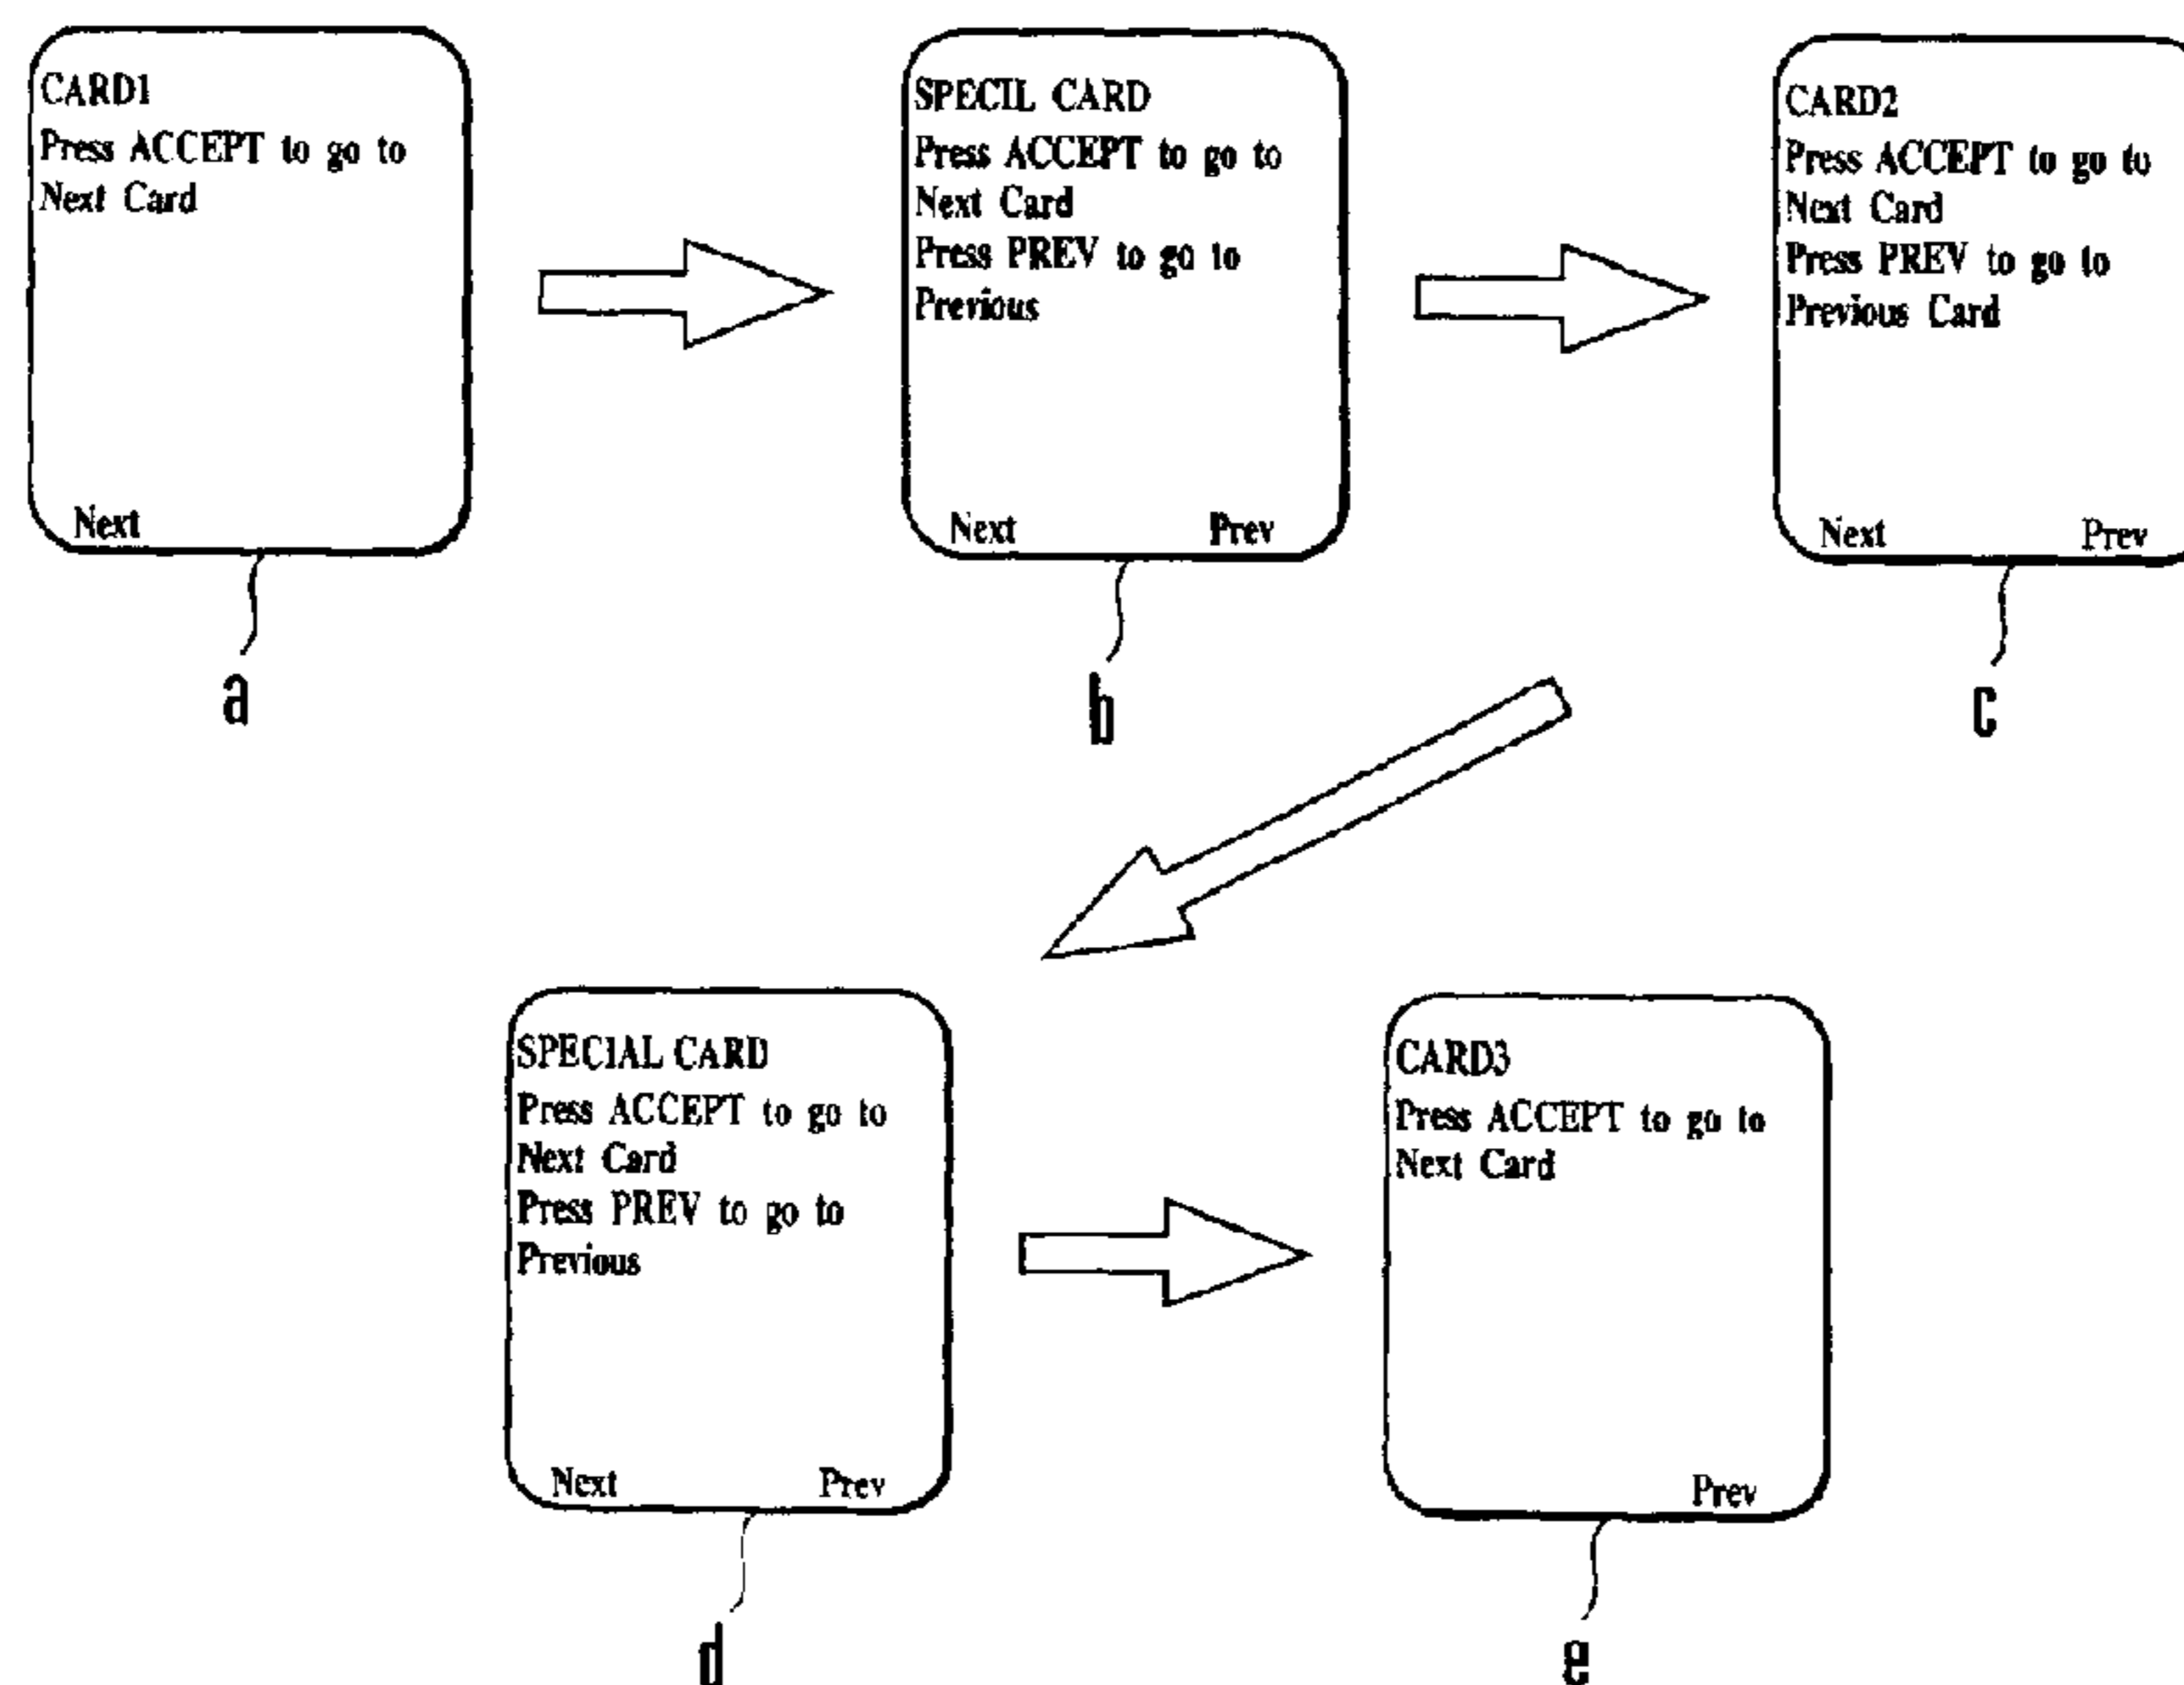 CARD1
Press ACCEPT to go to
Next Card
Next
a
SPECIL CARD
Press ACCEPT to go to
Next Card
Press PREV to go to
Previous
Next Prev
b
CARD2
Press ACCEPT to go to
Next Card
Press PREV to go to
Previous Card
Next Prev
c
SPECIAL CARD
Press ACCEPT to go to
Next Card
Press PREV to go to
Previous
Next Prev
d
CARD3
Press ACCEPT to go to
Next Card
Prev
e